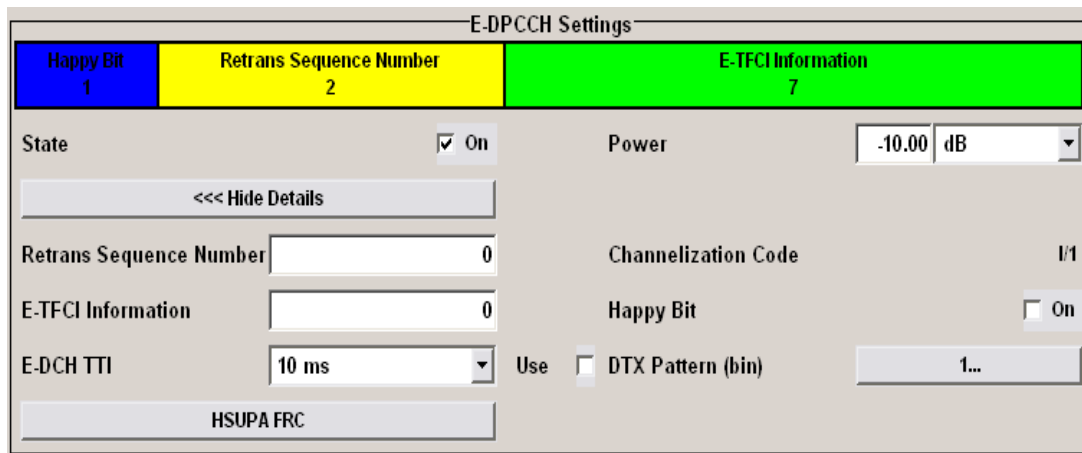 E-DPCCH Settings
Happy Bit
1
Retrans Sequence Number
2
E-TFCI Information
7
State On
Power -10.00 dB
<<< Hide Details
Retrans Sequence Number 0
Channelization Code I/1
E-TFCI Information 0
Happy Bit On
E-DCH TTI 10 ms
Use DTX Pattern (bin) 1...
HSUPA FRC